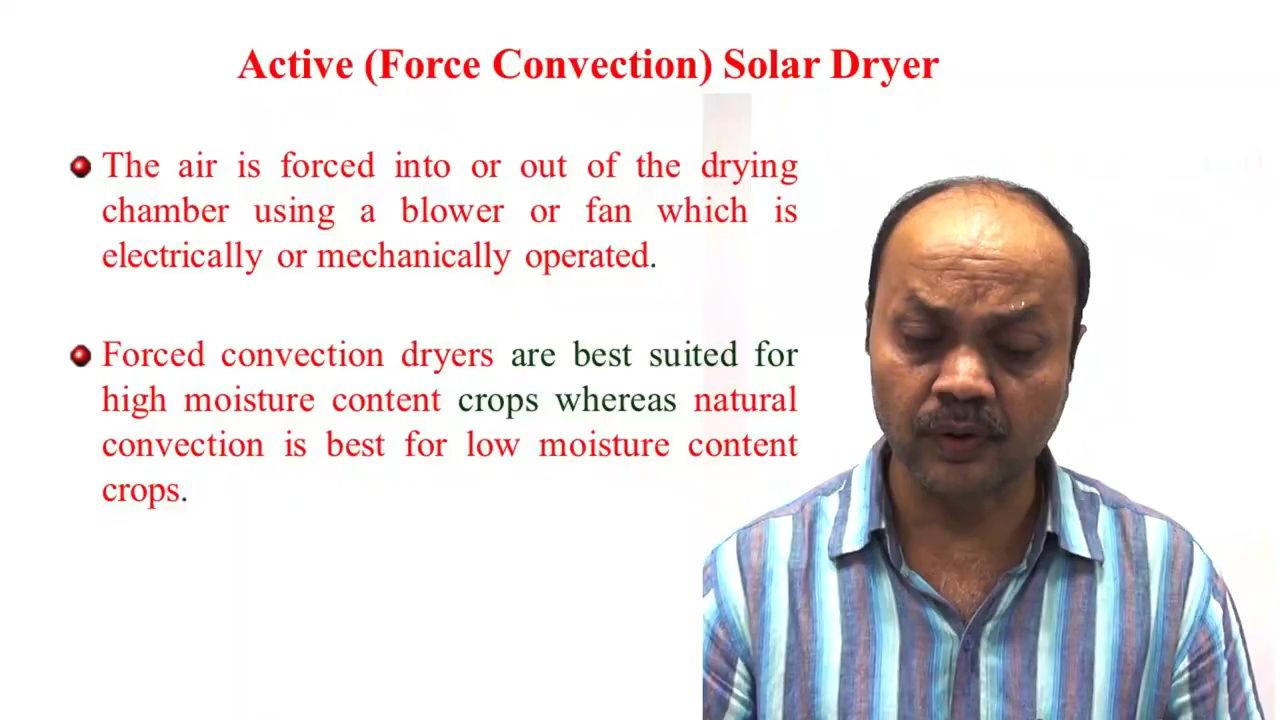 Active (Force Convection) Solar Dryer
The air is forced into or out of the drying
chamber using a blower or fan which is
electrically or mechanically operated.
Forced convection dryers are best suited for
high moisture content crops whereas natural
convection is best for low moisture content
crops.